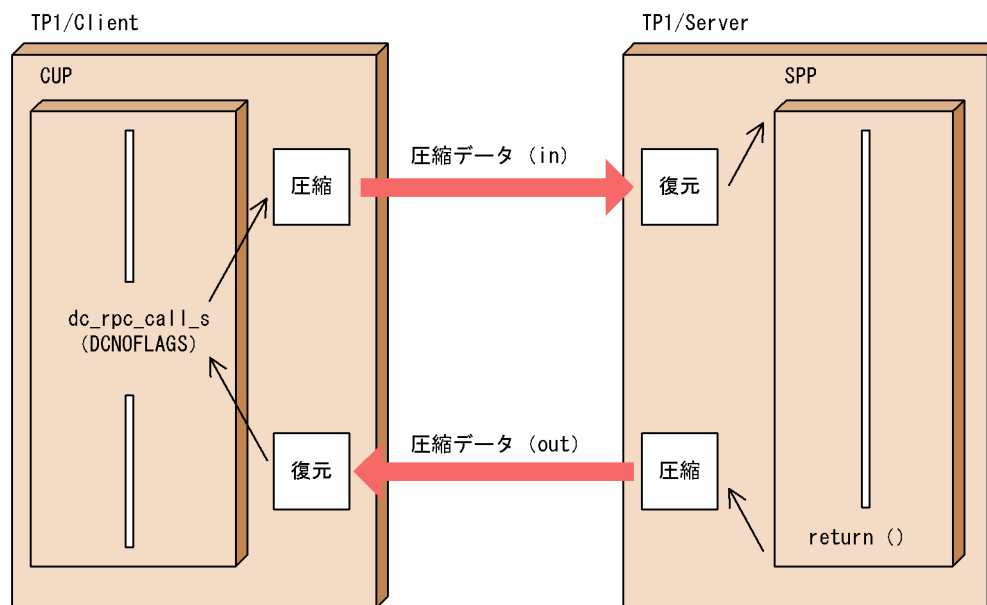 TP1/Client
TP1/Server
CUP
SPP
圧縮
圧縮データ (in)
復元
dc_rpc_call_s
(DCNOFLAGS)
復元
圧縮データ (out)
圧縮
return ()